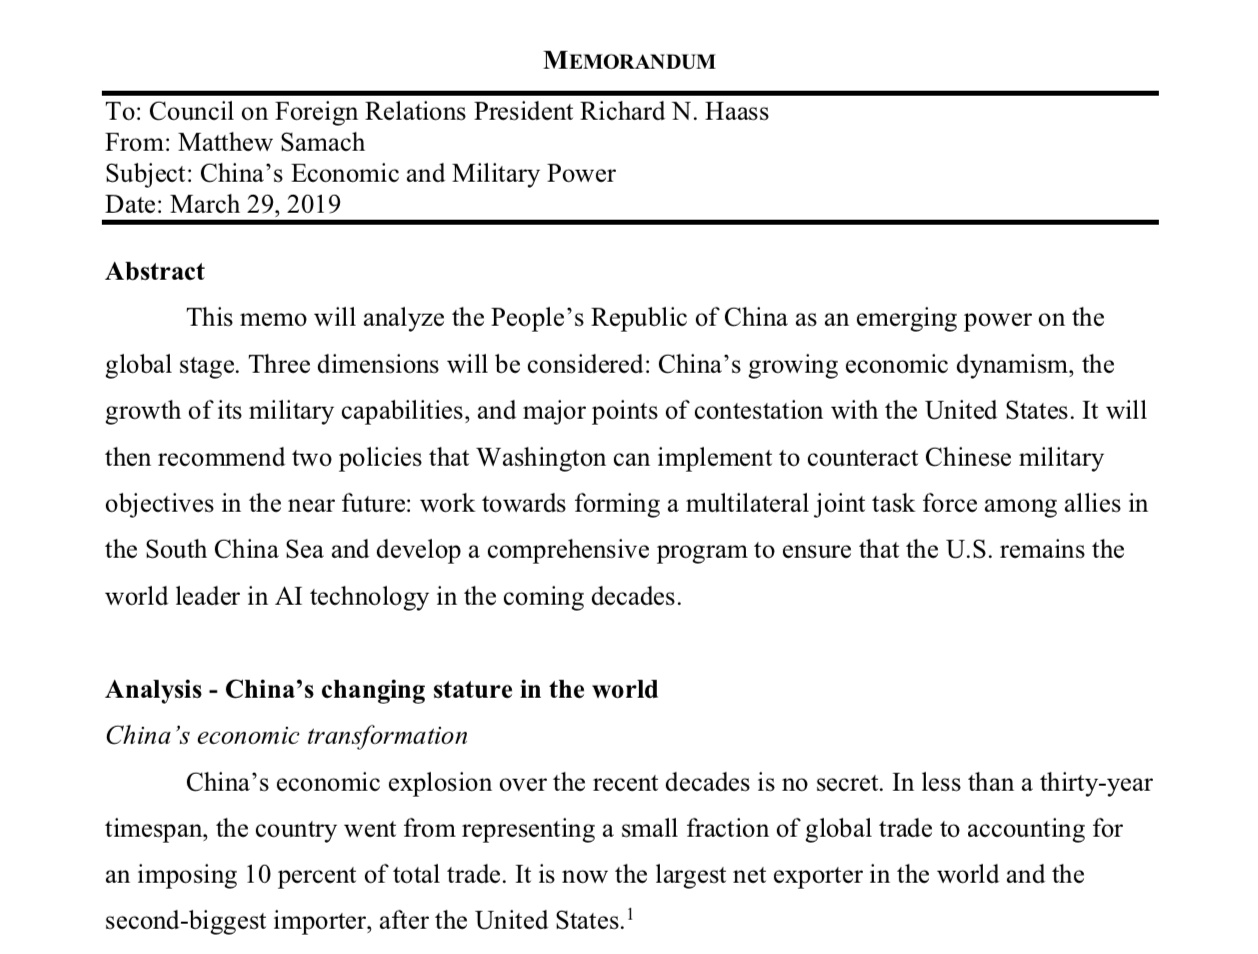 MEMORANDUM
To: Council on Foreign Relations President Richard N. Haass
From: Matthew Samach
Subject: China’s Economic and Military Power
Date: March 29, 2019
Abstract
This memo will analyze the People’s Republic of China as an emerging power on the
global stage. Three dimensions will be considered: China’s growing economic dynamism, the
growth of its military capabilities, and major points of contestation with the United States. It will
then recommend two policies that Washington can implement to counteract Chinese military
objectives in the near future: work towards forming a multilateral joint task force among allies in
the South China Sea and develop a comprehensive program to ensure that the U.S. remains the
world leader in AI technology in the coming decades.
Analysis - China’s changing stature in the world
China’s economic transformation
China’s economic explosion over the recent decades is no secret. In less than a thirty-year
timespan, the country went from representing a small fraction of global trade to accounting for
an imposing 10 percent of total trade. It is now the largest net exporter in the world and the
second-biggest importer, after the United States.¹